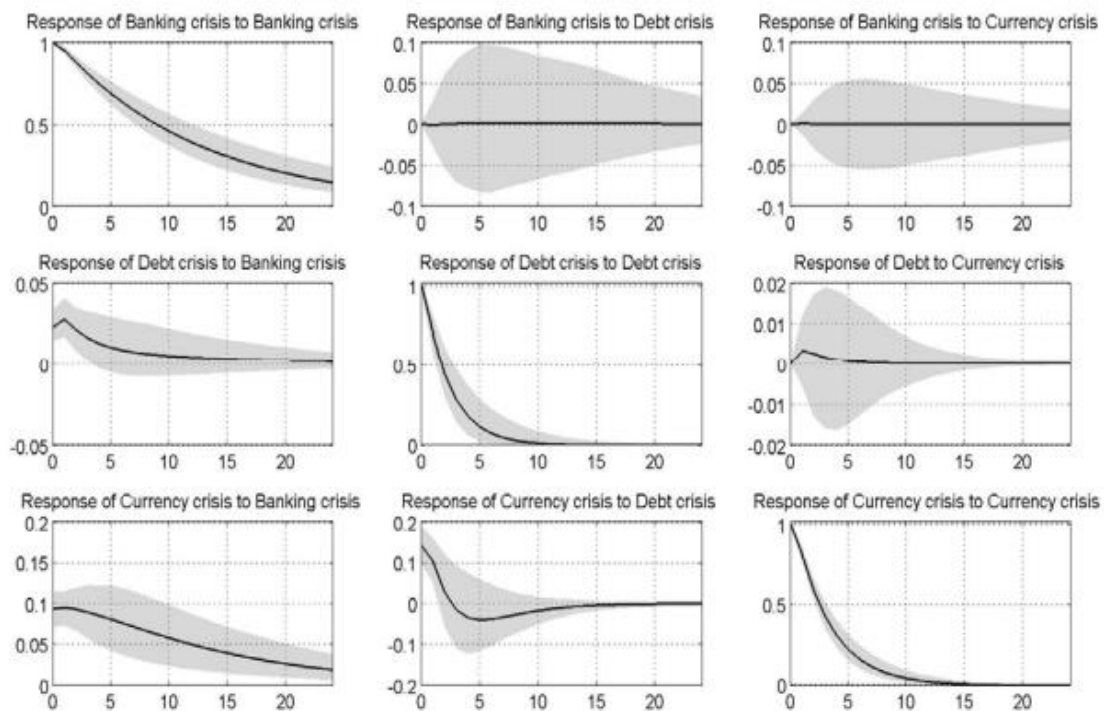 Response of Banking crisis to Banking crisis
1
0.5
0
0 5 10 15 20
Response of Banking crisis to Debt crisis
0.1
0.05
0
-0.05
-0.1
0 5 10 15 20
Response of Banking crisis to Currency crisis
0.1
0.05
0
-0.05
-0.1
0 5 10 15 20
Response of Debt crisis to Banking crisis
0.05
0
-0.05
0 5 10 15 20
Response of Debt crisis to Debt crisis
1
0.5
0
0 5 10 15 20
Response of Debt to Currency crisis
0.02
0.01
0
-0.01
-0.02
0 5 10 15 20
Response of Currency crisis to Banking crisis
0.2
0.15
0.1
0.05
0
0 5 10 15 20
Response of Currency crisis to Debt crisis
0.2
0.1
0
-0.1
-0.2
0 5 10 15 20
Response of Currency crisis to Currency crisis
1
0.5
0
0 5 10 15 20